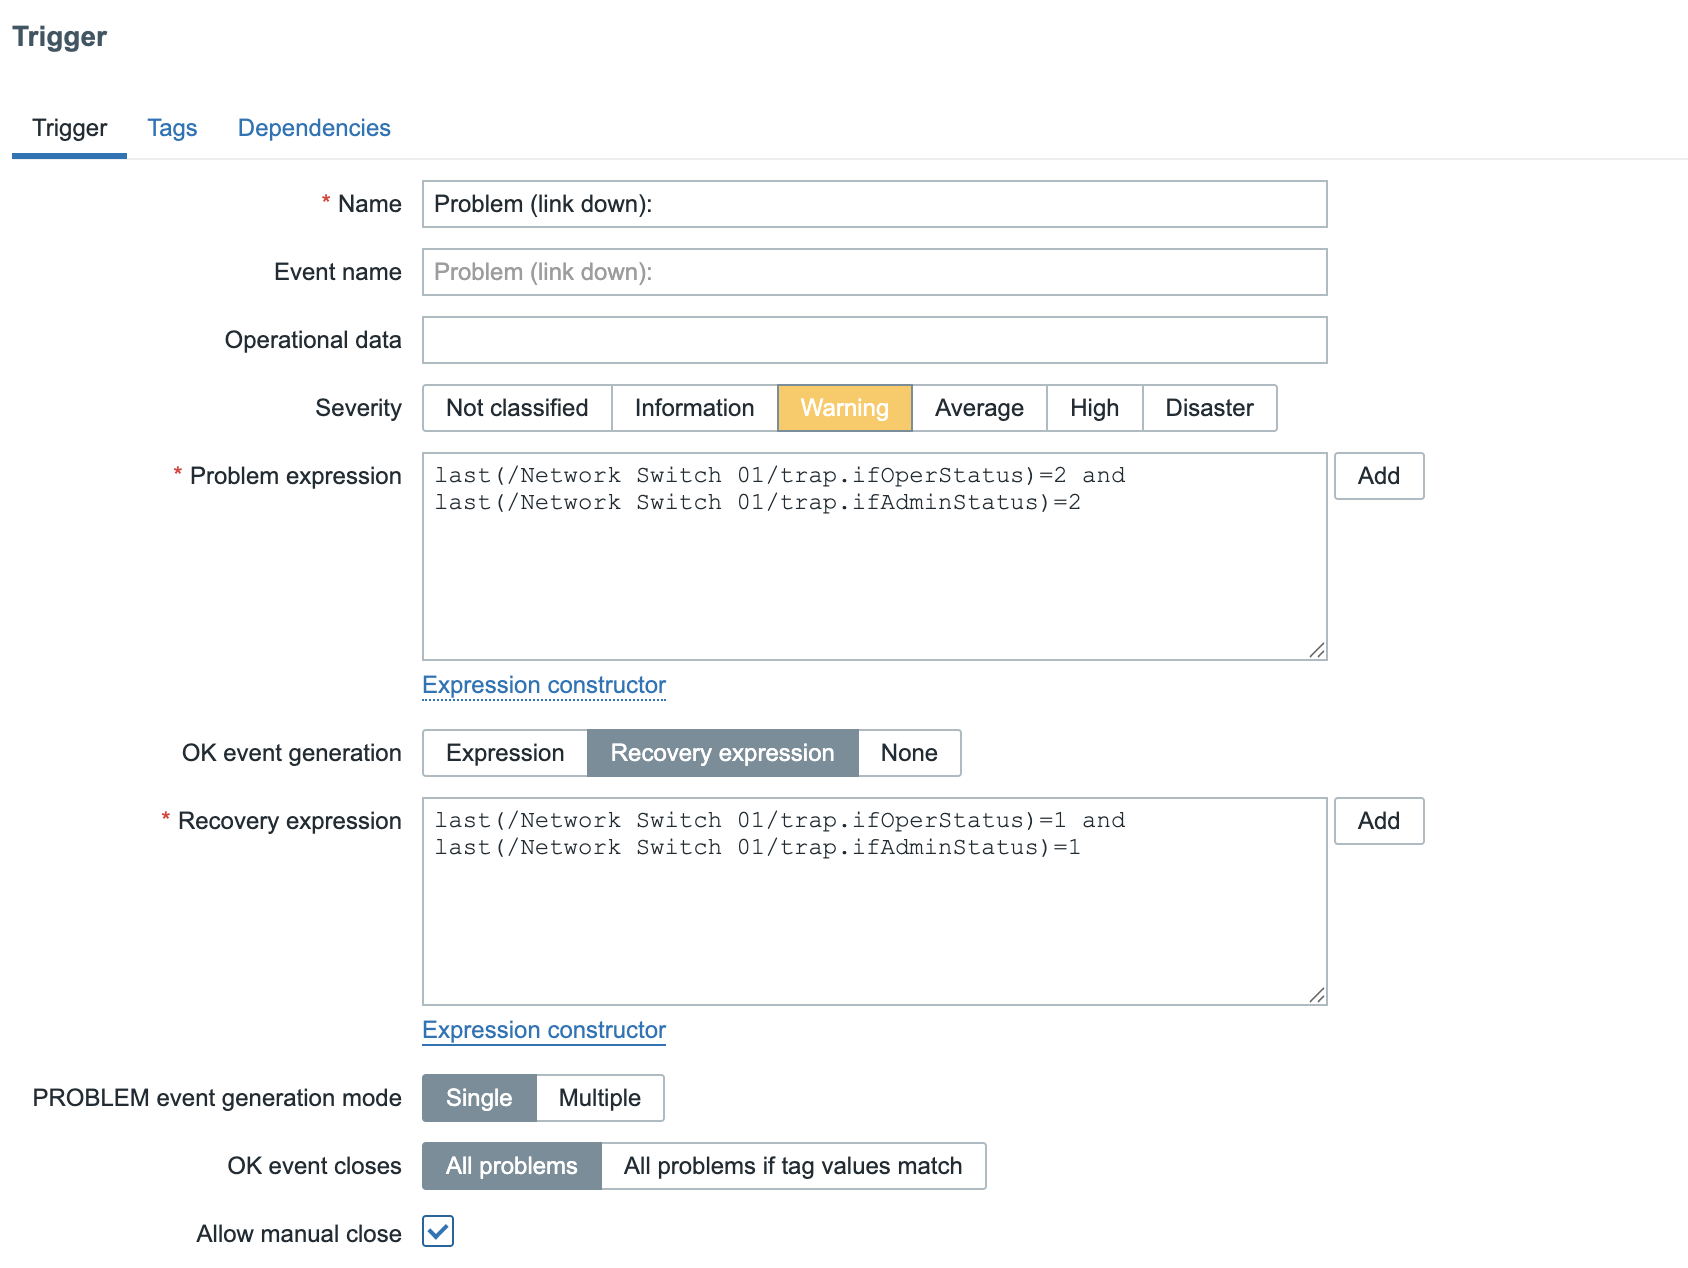 Trigger
Trigger Tags Dependencies
* Name Problem (link down):
Event name Problem (link down):
Operational data
Severity Not classified Information Warning Average High Disaster
* Problem expression last(/Network Switch 01/trap.ifOperStatus)=2 and Add
last(/Network Switch 01/trap.ifAdminStatus)=2
Expression constructor
OK event generation Expression Recovery expression None
* Recovery expression last(/Network Switch 01/trap.ifOperStatus)=1 and Add
last(/Network Switch 01/trap.ifAdminStatus)=1
Expression constructor
PROBLEM event generation mode Single Multiple
OK event closes All problems All problems if tag values match
Allow manual close